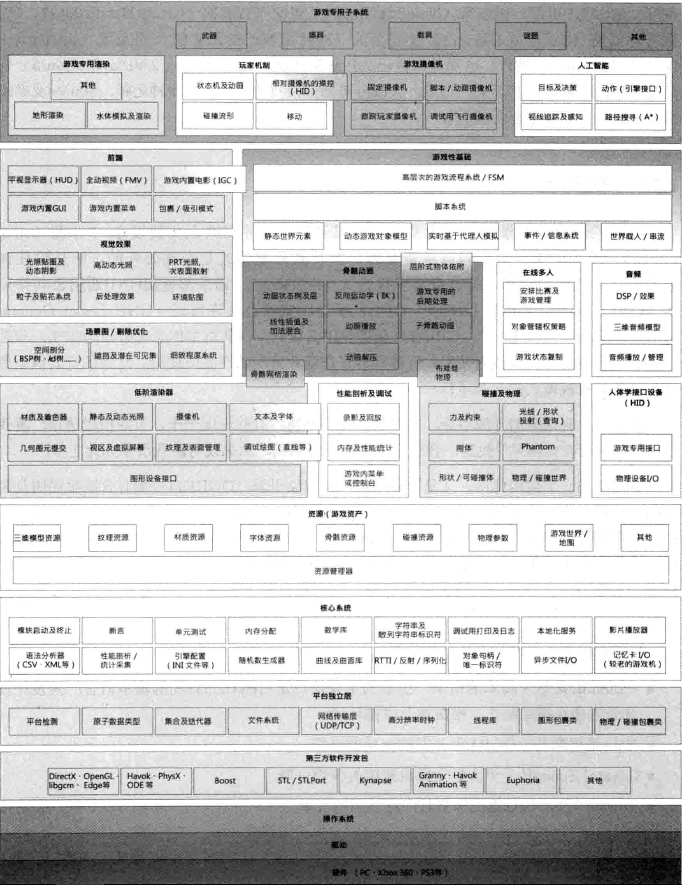 游戏专用子系统
武器 道具 载具 谜题 其他
游戏专用渲染
其他
地形渲染 水体模拟及渲染
玩家机制
状态机及动画 相对摄像机的操控
(HID)
碰撞流形 移动
游戏摄像机
固定摄像机 脚本/动画摄像机
跟踪玩家摄像机 调试用飞行摄像机
人工智能
目标及决策 动作(引擎接口)
视线追踪及感知 路径搜寻(A*)
前端
平视显示器(HUD) 全动视频(FMV) 游戏内置电影(IGC)
游戏内置GUI 游戏内置菜单 包裹/吸引模式
游戏性基础
高层次的游戏流程系统/FSM
脚本系统
静态世界元素 动态游戏对象模型 实时基于代理人模拟 事件/信息系统 世界载入/串流
视觉效果
光照贴图及
动态阴影
高动态光照
PRT光照,
次表面散射
粒子及贴花系统 后处理效果 环境贴图
骨骼动画
层阶式物体依附
动画状态树及层 反向运动学(IK) 游戏专用的
后期处理
线性插值及
加法混合
动画播放 子骨骼动画
动画解压
骨骼网格渲染
布娃娃
物理
在线多人
安排比赛及
游戏管理
对象管辖权策略
游戏状态复制
音频
DSP/效果
三维音频模型
音频播放/管理
场景图/剔除优化
空间剖分
(BSP树、kd树......)
遮挡及潜在可见集 细致程度系统
低阶渲染器
材质及着色器 静态及动态光照 摄像机 文本及字体
几何图元提交 视区及虚拟屏幕 纹理及表面管理 调试绘图(直线等)
图形设备接口
性能剖析及调试
录影及回放
内存及性能统计
游戏内菜单
或控制台
碰撞及物理
力及约束 光线/形状
投射(查询)
刚体 Phantom
形状/可碰撞体 物理/碰撞世界
人体学接口设备
(HID)
游戏专用接口
物理设备I/O
资源(游戏资产)
三维模型资源 纹理资源 材质资源 字体资源 骨骼资源 碰撞资源 物理参数 游戏世界/
地图
其他
资源管理器
核心系统
模块启动及终止 断言 单元测试 内存分配 数学库 字符串及
散列字符串标识符
调试用打印及日志 本地化服务 影片播放器
语法分析器
(CSV、XML等)
性能剖析/
统计采集
引擎配置
(INI 文件等)
随机数生成器 曲线及曲面库 RTTI/反射/序列化 对象句柄/
唯一标识符
异步文件I/O 记忆卡 I/O
(较老的游戏机)
平台独立层
平台检测 原子数据类型 集合及迭代器 文件系统 网络传输层
(UDP/TCP)
高分辨率时钟 线程库 图形包裹类 物理/碰撞包裹类
第三方软件开发包
DirectX、OpenGL、
libgcm、Edge等
Havok、PhysX、
ODE 等
Boost STL/STLPort Kynapse Granny、Havok
Animation 等
Euphoria 其他
操作系统
驱动
硬件 (PC、Xbox 360、PS3等)